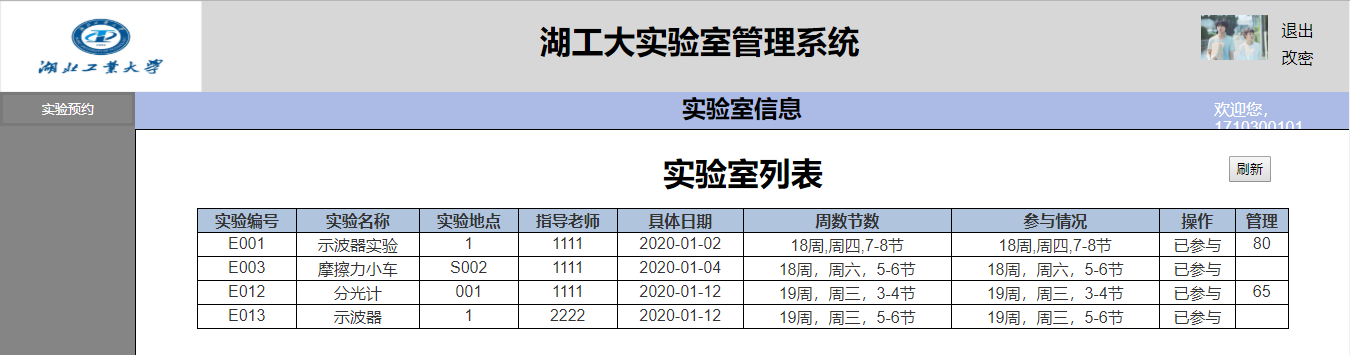 湖北工业大学
湖工大实验室管理系统
退出
改密
实验预约
实验室信息
欢迎您,
1710300101
实验室列表
刷新
实验编号 实验名称 实验地点 指导老师 具体日期 周数节数 参与情况 操作 管理
E001 示波器实验 1 1111 2020-01-02 18周,周四,7-8节 18周,周四,7-8节 已参与 80
E003 摩擦力小车 S002 1111 2020-01-04 18周，周六，5-6节 18周，周六，5-6节 已参与
E012 分光计 001 1111 2020-01-12 19周，周三，3-4节 19周，周三，3-4节 已参与 65
E013 示波器 1 2222 2020-01-12 19周，周三，5-6节 19周，周三，5-6节 已参与